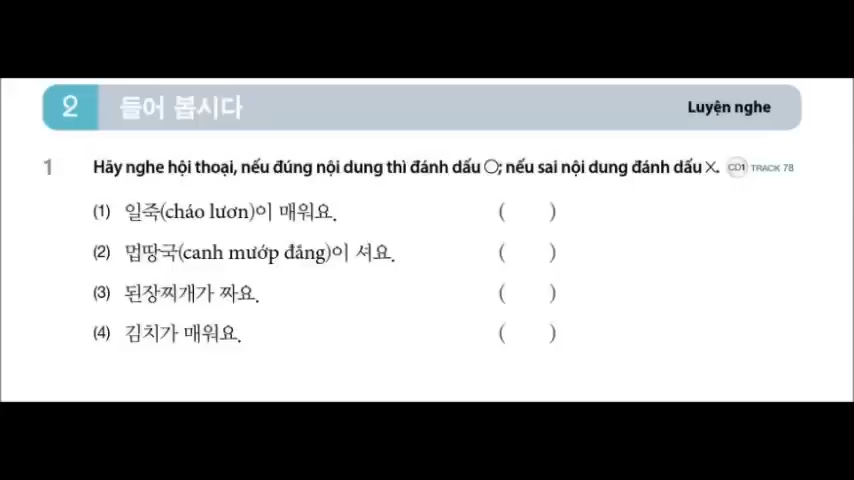 2 들어 봅시다 Luyện nghe
1 Hãy nghe hội thoại, nếu đúng nội dung thì đánh dấu ○; nếu sai nội dung đánh dấu ×. CD1 TRACK 78
(1) 일죽(cháo lươn)이 매워요. ( )
(2) 멉땅국(canh mướp đắng)이 셔요. ( )
(3) 된장찌개가 짜요. ( )
(4) 김치가 매워요. ( )